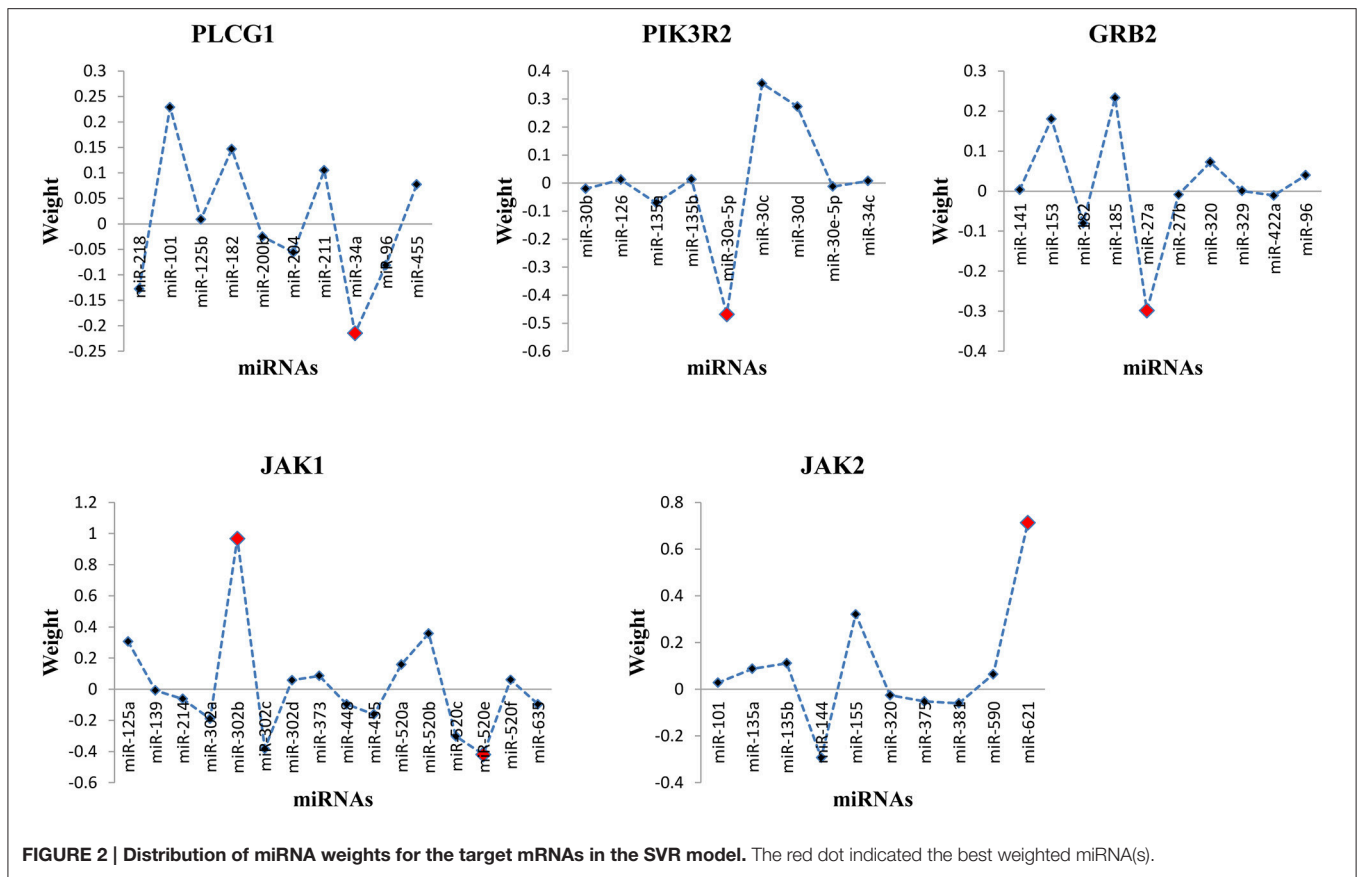 PLCG1
0.3
0.25
0.2
0.15
0.1
0.05
0
-0.05
-0.1
-0.15
-0.2
-0.25
Weight
miR-218
miR-101
miR-125b
miR-182
miR-200b
miR-204
miR-211
miR-34a
miR-96
miR-455
miRNAs
PIK3R2
0.4
0.3
0.2
0.1
0
-0.1
-0.2
-0.3
-0.4
-0.5
-0.6
Weight
miR-30b
miR-126
miR-135a
miR-135b
miR-30a-5p
miR-30c
miR-30d
miR-30e-5p
miR-34c
miRNAs
GRB2
0.3
0.2
0.1
0
-0.1
-0.2
-0.3
-0.4
Weight
miR-141
miR-153
miR-182
miR-185
miR-27a
miR-27b
miR-320
miR-329
miR-422a
miR-96
miRNAs
JAK1
1.2
1
0.8
0.6
0.4
0.2
0
-0.2
-0.4
-0.6
Weight
miR-125a
miR-139
miR-214
miR-302a
miR-302b
miR-302c
miR-302d
miR-373
miR-448
miR-455
miR-520a
miR-520b
miR-520c
miR-520e
miR-520f
miR-635
miRNAs
JAK2
0.8
0.6
0.4
0.2
0
-0.2
-0.4
Weight
miR-101
miR-135a
miR-135b
miR-144
miR-155
miR-320
miR-375
miR-381
miR-590
miR-621
miRNAs
FIGURE 2 | Distribution of miRNA weights for the target mRNAs in the SVR model. The red dot indicated the best weighted miRNA(s).